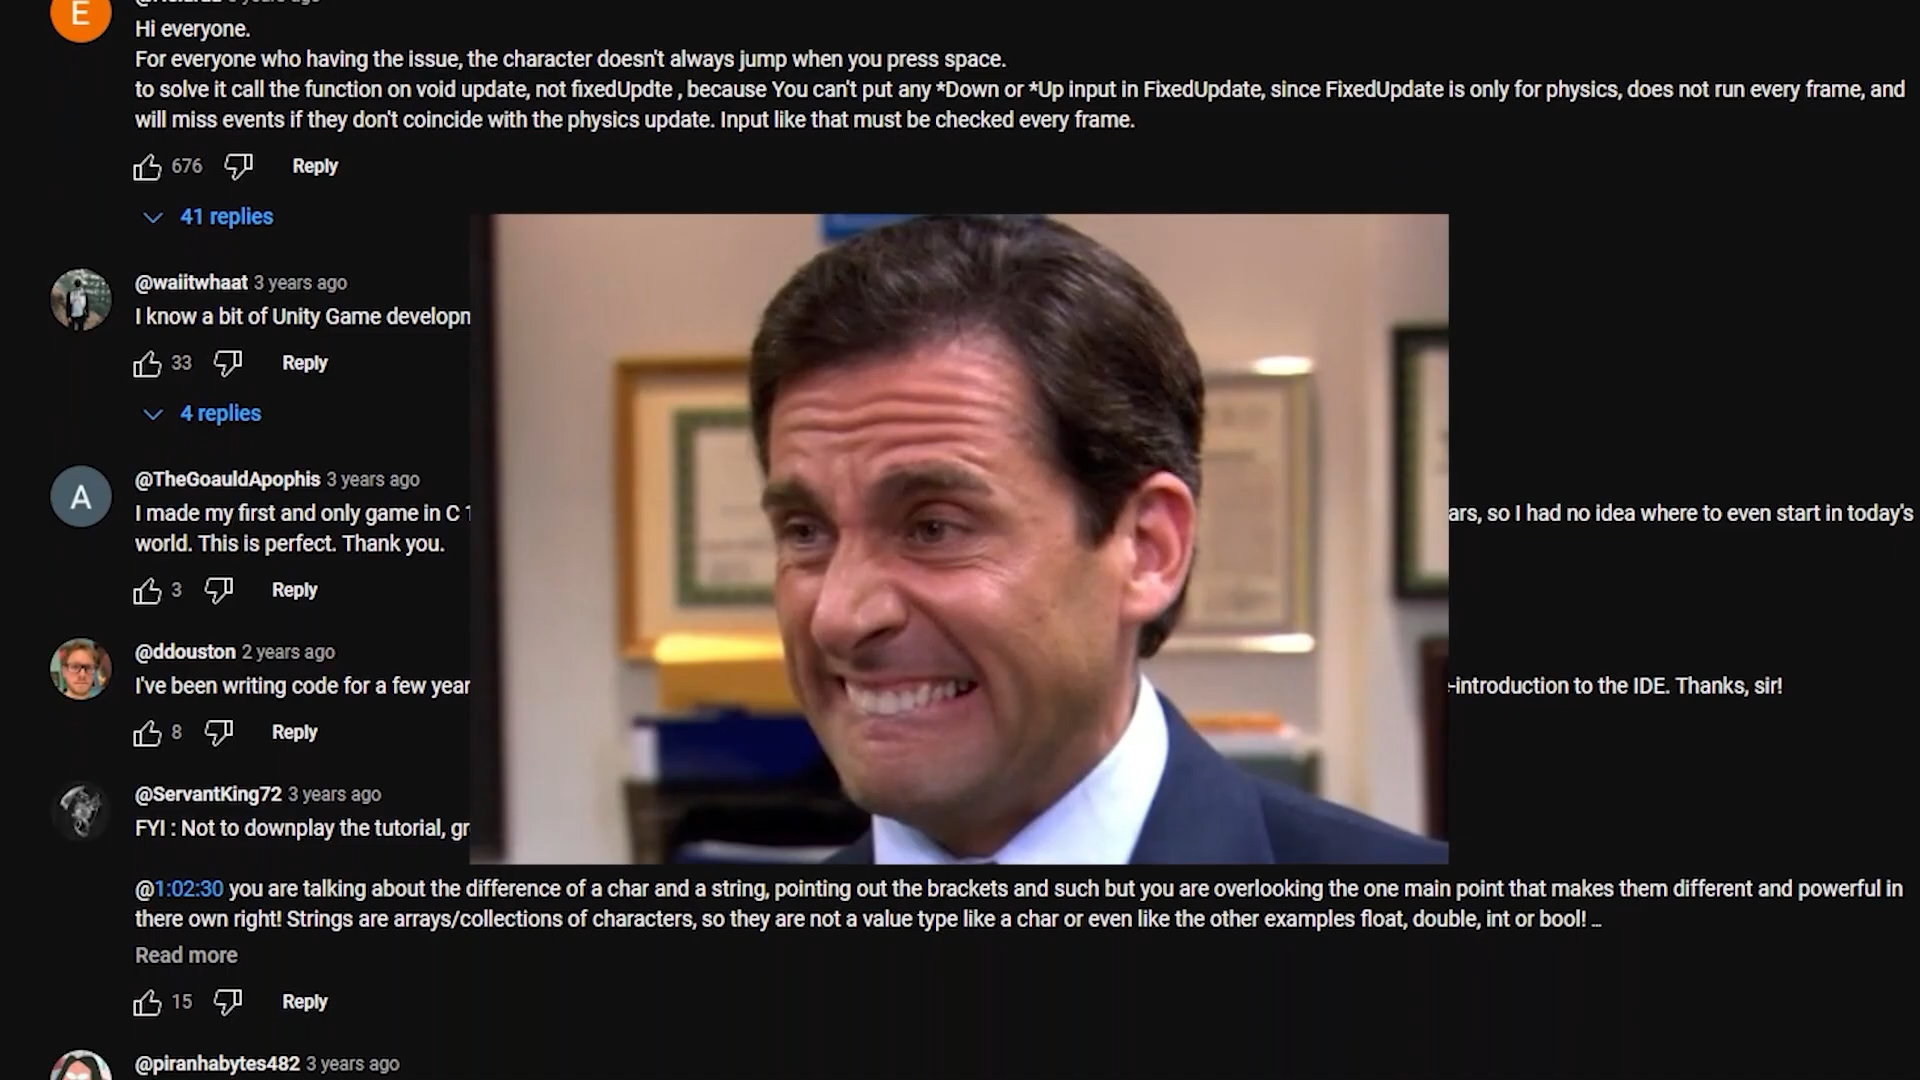 E
Hi everyone.
For everyone who having the issue, the character doesn't always jump when you press space.
to solve it call the function on void update, not fixedUpdte , because You can't put any *Down or *Up input in FixedUpdate, since FixedUpdate is only for physics, does not run every frame, and
will miss events if they don't coincide with the physics update. Input like that must be checked every frame.
676 Reply
41 replies
@waiitwhaat 3 years ago
I know a bit of Unity Game
33 Reply
4 replies
A
@TheGoauldApophis 3 years ago
I made my first and only game in C so I had no idea where to even start in today's
world. This is perfect. Thank you.
3 Reply
@ddouston 2 years ago
I've been writing code for a few -introduction to the IDE. Thanks, sir!
8 Reply
@ServantKing72 3 years ago
FYI : Not to downplay the tutorial,
@1:02:30 you are talking about the difference of a char and a string, pointing out the brackets and such but you are overlooking the one main point that makes them different and powerful in
there own right! Strings are arrays/collections of characters, so they are not a value type like a char or even like the other examples float, double, int or bool! ...
Read more
15 Reply
@piranhabytes482 3 years ago